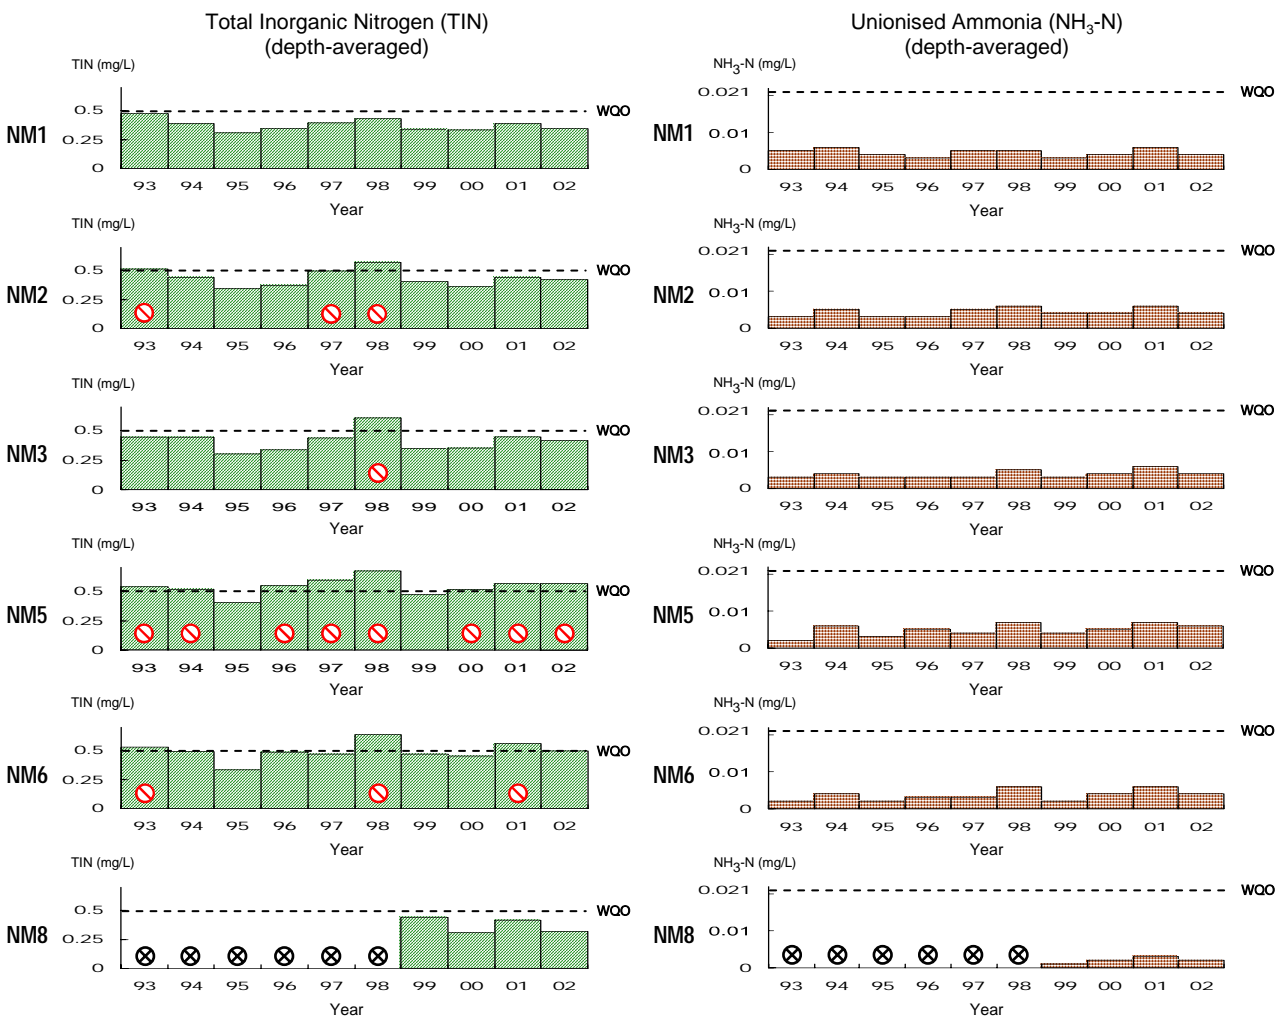 Total Inorganic Nitrogen (TIN)
(depth-averaged)
TIN (mg/L)
NM1
0.5
0.25
0
WQO
93 94 95 96 97 98 99 00 01 02
Year
TIN (mg/L)
NM2
0.5
0.25
0
WQO
93 94 95 96 97 98 99 00 01 02
Year
TIN (mg/L)
NM3
0.5
0.25
0
WQO
93 94 95 96 97 98 99 00 01 02
Year
TIN (mg/L)
NM5
0.5
0.25
0
WQO
93 94 95 96 97 98 99 00 01 02
Year
TIN (mg/L)
NM6
0.5
0.25
0
WQO
93 94 95 96 97 98 99 00 01 02
Year
TIN (mg/L)
NM8
0.5
0.25
0
WQO
93 94 95 96 97 98 99 00 01 02
Year
Unionised Ammonia (NH3-N)
(depth-averaged)
NH3-N (mg/L)
NM1
0.021
0.01
0
WQO
93 94 95 96 97 98 99 00 01 02
Year
NH3-N (mg/L)
NM2
0.021
0.01
0
WQO
93 94 95 96 97 98 99 00 01 02
Year
NH3-N (mg/L)
NM3
0.021
0.01
0
WQO
93 94 95 96 97 98 99 00 01 02
Year
NH3-N (mg/L)
NM5
0.021
0.01
0
WQO
93 94 95 96 97 98 99 00 01 02
Year
NH3-N (mg/L)
NM6
0.021
0.01
0
WQO
93 94 95 96 97 98 99 00 01 02
Year
NH3-N (mg/L)
NM8
0.021
0.01
0
WQO
93 94 95 96 97 98 99 00 01 02
Year